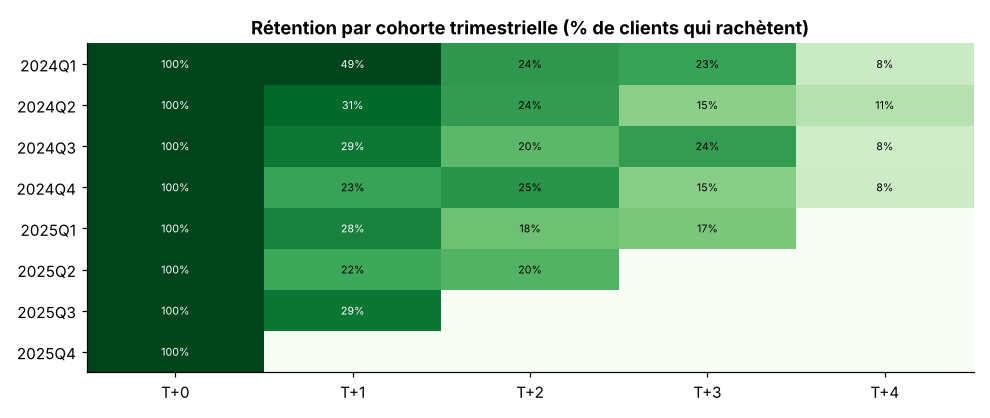 Rétention par cohorte trimestrielle (% de clients qui rachètent)
2024Q1 100% 49% 24% 23% 8%
2024Q2 100% 31% 24% 15% 11%
2024Q3 100% 29% 20% 24% 8%
2024Q4 100% 23% 25% 15% 8%
2025Q1 100% 28% 18% 17%
2025Q2 100% 22% 20%
2025Q3 100% 29%
2025Q4 100%
T+0 T+1 T+2 T+3 T+4